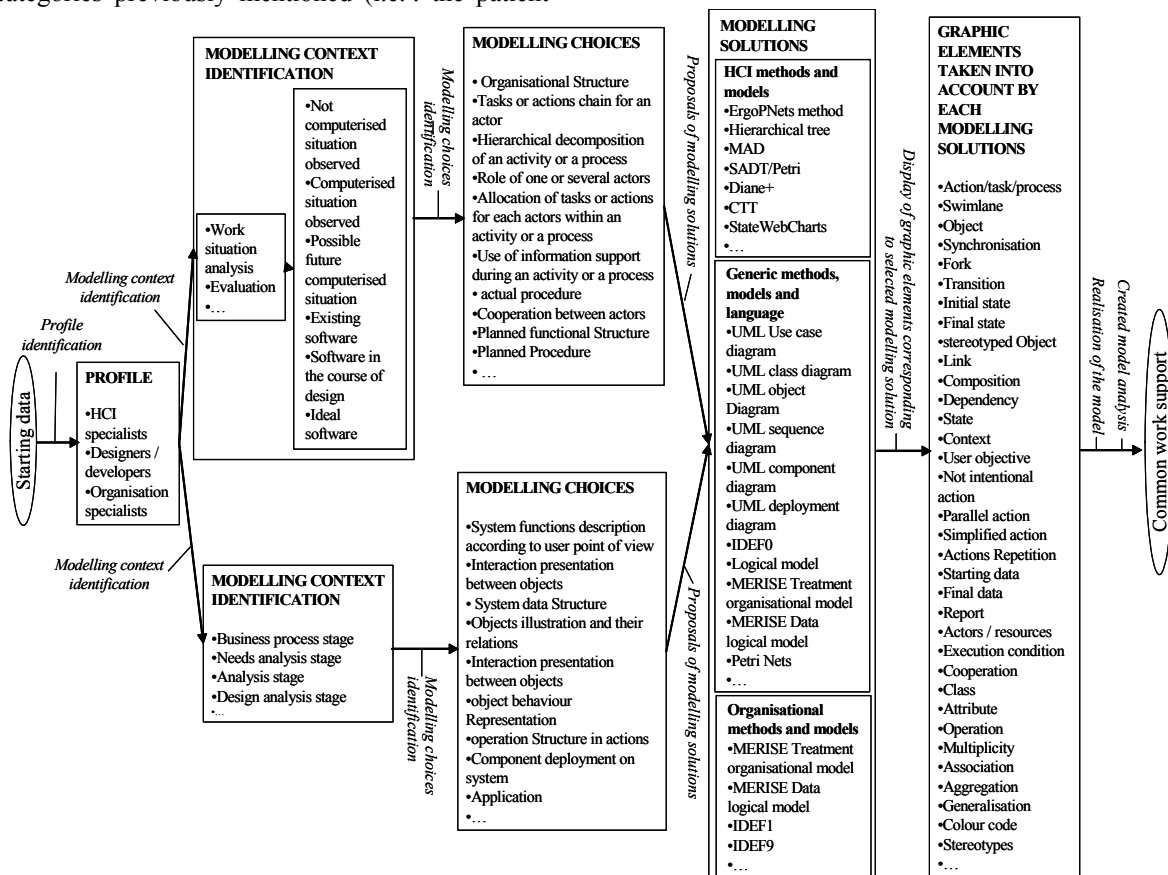 categories previously mentioned (i.e. : the patient
Starting data
Profile
identification
PROFILE
•HCI
specialists
•Designers /
developers
•Organisation
specialists
Modelling context
identification
Modelling context
identification
MODELLING CONTEXT
IDENTIFICATION
•Work
situation
analysis
•Evaluation
•…
•Not
computerised
situation
observed
•Computerised
situation
observed
•Possible
future
computerised
situation
•Existing
software
•Software in
the course of
design
•Ideal
software
MODELLING CONTEXT
IDENTIFICATION
•Business process stage
•Needs analysis stage
•Analysis stage
•Design analysis stage
•…
Modelling choices
identification
Modelling choices
identification
MODELLING CHOICES
• Organisational Structure
•Tasks or actions chain for an
actor
•Hierarchical decomposition
of an activity or a process
•Role of one or several actors
•Allocation of tasks or actions
for each actors within an
activity or a process
•Use of information support
during an activity or a process
• actual procedure
•Cooperation between actors
•Planned functional Structure
•Planned Procedure
• …
MODELLING CHOICES
•System functions description
according to user point of view
•Interaction presentation
between objects
• System data Structure
•Objects illustration and their
relations
•Interaction presentation
between objects
•object behaviour
Representation
•operation Structure in actions
•Component deployment on
system
•Application
•…
Proposals of modelling solutions
Proposals of modelling solutions
MODELLING
SOLUTIONS
HCI methods and
models
•ErgoPNets method
•Hierarchical tree
•MAD
•SADT/Petri
•Diane+
•CTT
•StateWebCharts
•…
Generic methods,
models and
language
•UML Use case
diagram
•UML class diagram
•UML object
Diagram
•UML sequence
diagram
•UML component
diagram
•UML deployment
diagram
•IDEF0
•Logical model
•MERISE Treatment
organisational model
•MERISE Data
logical model
•Petri Nets
•…
Organisational
methods and models
•MERISE Treatment
organisational model
•MERISE Data
logical model
•IDEF1
•IDEF9
•…
Display of graphic elements corresponding
to selected modelling solution
GRAPHIC
ELEMENTS
TAKEN INTO
ACCOUNT BY
EACH
MODELLING
SOLUTIONS
•Action/task/process
•Swimlane
•Object
•Synchronisation
•Fork
•Transition
•Initial state
•Final state
•stereotyped Object
•Link
•Composition
•Dependency
•State
•Context
•User objective
•Not intentional
action
•Parallel action
•Simplified action
•Actions Repetition
•Starting data
•Final data
•Report
•Actors / resources
•Execution condition
•Cooperation
•Class
•Attribute
•Operation
•Multiplicity
•Association
•Aggregation
•Generalisation
•Colour code
•Stereotypes
•…
Realisation of the model
Created model analysis
Common work support